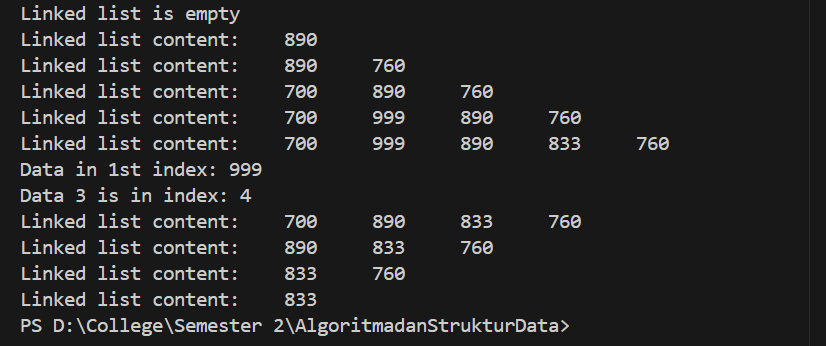 Linked list is empty
Linked list content:    890
Linked list content:    890     760
Linked list content:    700     890     760
Linked list content:    700     999     890     760
Linked list content:    700     999     890     833     760
Data in 1st index: 999
Data 3 is in index: 4
Linked list content:    700     890     833     760
Linked list content:    890     833     760
Linked list content:    833     760
Linked list content:    833
PS D:\College\Semester 2\AlgoritmadanStrukturData>